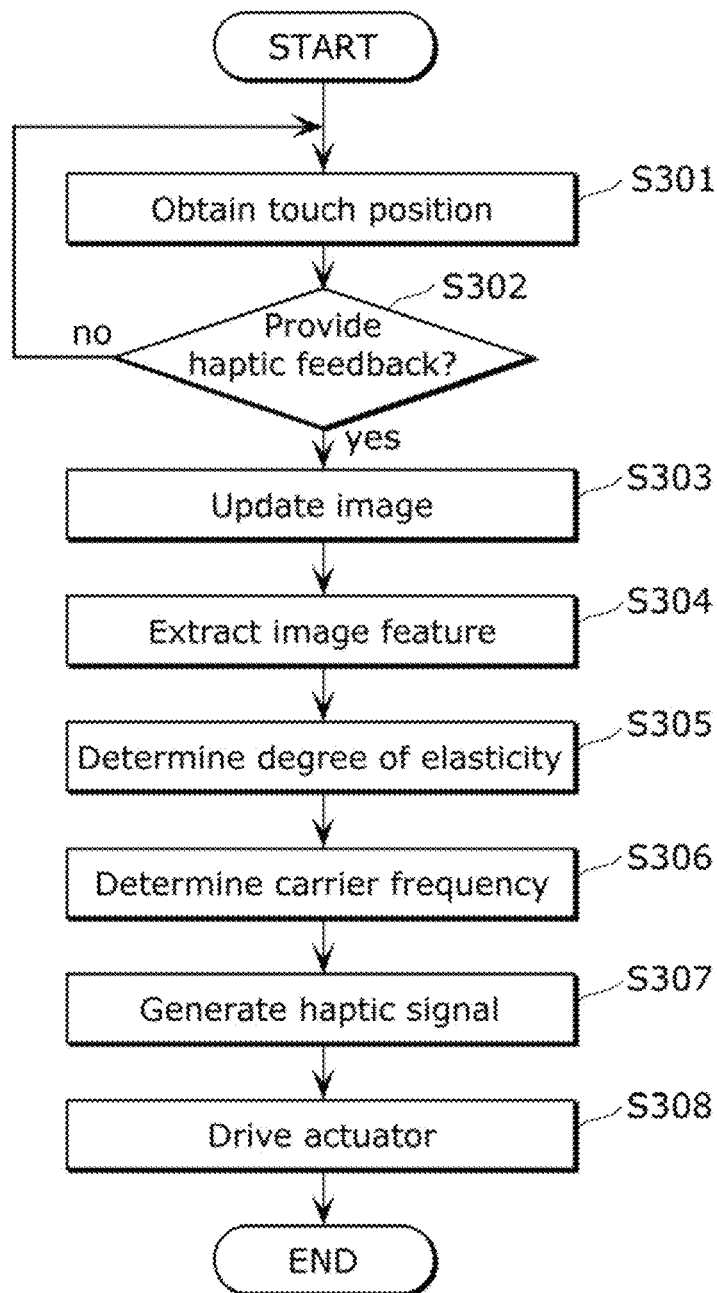 START
S301
Obtain touch position
S302
Provide
haptic feedback?
no
yes
S303
Update image
S304
Extract image feature
S305
Determine degree of elasticity
S306
Determine carrier frequency
S307
Generate haptic signal
S308
Drive actuator
END